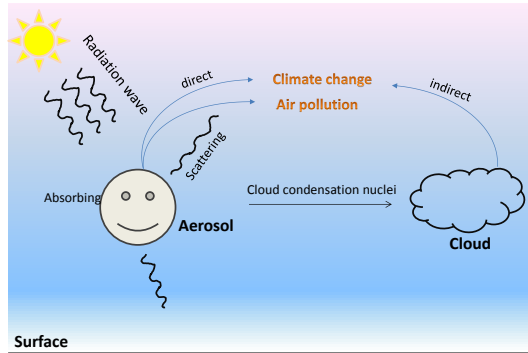 Radiation wave
direct
Climate change
Air pollution
indirect
Scattering
Absorbing
Cloud condensation nuclei
Aerosol
Cloud
Surface